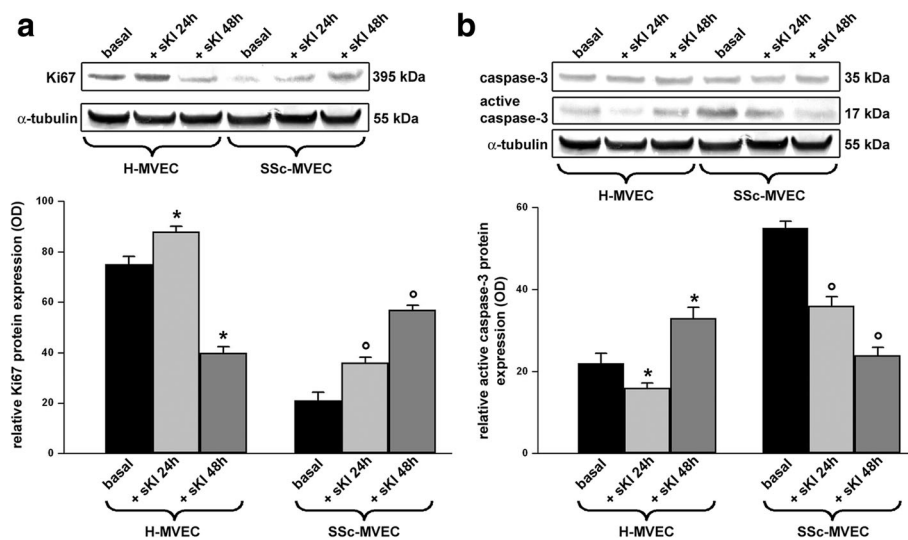 a
basal + sKI 24h + sKI 48h basal + sKI 24h + sKI 48h
Ki67 395 kDa
α-tubulin 55 kDa
H-MVEC SSc-MVEC
relative Ki67 protein expression (OD)
100
80
60
40
20
0
* * ° °
basal + sKI 24h + sKI 48h basal + sKI 24h + sKI 48h
H-MVEC SSc-MVEC
b
basal + sKI 24h + sKI 48h basal + sKI 24h + sKI 48h
caspase-3 35 kDa
active
caspase-3 17 kDa
α-tubulin 55 kDa
H-MVEC SSc-MVEC
relative active caspase-3 protein
expression (OD)
60
40
20
0
* * ° °
basal + sKI 24h + sKI 48h basal + sKI 24h + sKI 48h
H-MVEC SSc-MVEC